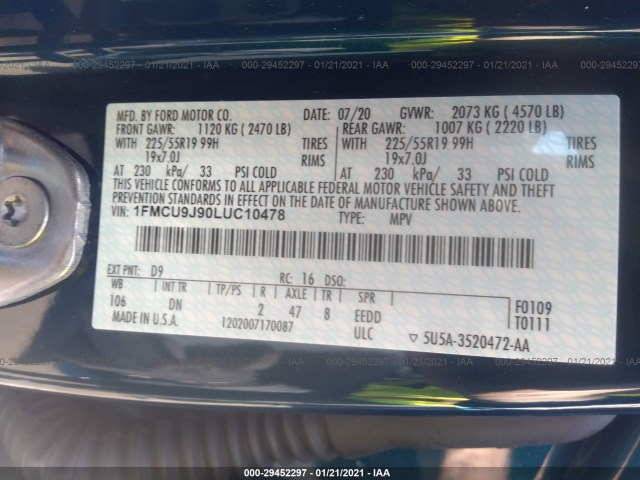 000-29452297 - 01/21/2021 - IAA
MFD. BY FORD MOTOR CO. DATE: 07/20 GVWR: 2073 KG ( 4570 LB)
FRONT GAWR: 1120 KG ( 2470 LB) REAR GAWR: 1007 KG ( 2220 LB)
WITH 225/55R19 99H TIRES WITH 225/55R19 99H TIRES
19x7.0J RIMS 19x7.0J RIMS
AT 230 kPa/ 33 PSI COLD AT 230 kPa/ 33 PSI COLD
THIS VEHICLE CONFORMS TO ALL APPLICABLE FEDERAL MOTOR VEHICLE SAFETY AND THEFT
PREVENTION STANDARDS IN EFFECT ON THE DATE OF MANUFACTURE SHOWN ABOVE.
VIN: 1FMCU9J90LUC10478 TYPE: MPV
EXT PNT: D9 RC: 16 DSO:
WB INT TR TP/PS R AXLE TR SPR
106 DN 2 47 8 EEDD F0109
MADE IN U.S.A. 1202007170087 ULC T0111
▽ 5U5A-3520472-AA
000-29452297 - 01/21/2021 - IAA